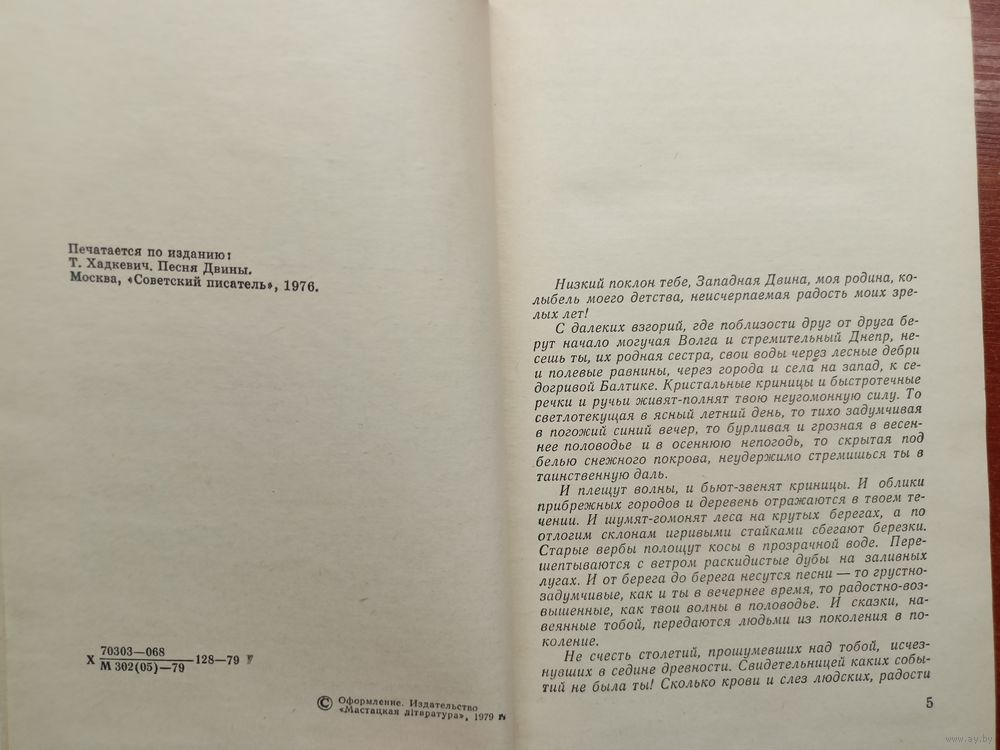 Печатается по изданию:
Т. Хадкевич. Песня Двины.
Москва, «Советский писатель», 1976.
Х 70303—068
М 302(05)—79 —128—79
© Оформление. Издательство
«Мастацкая літаратура», 1979
Низкий поклон тебе, Западная Двина, моя родина, ко-
лыбель моего детства, неисчерпаемая радость моих зре-
лых лет!
С далеких взгорий, где поблизости друг от друга бе-
рут начало могучая Волга и стремительный Днепр, не-
сешь ты, их родная сестра, свои воды через лесные дебри
и полевые равнины, через города и села на запад, к се-
догривой Балтике. Кристальные криницы и быстротечные
речки и ручьи живят-полнят твою неугомонную силу. То
светлотекущая в ясный летний день, то тихо задумчивая
в погожий синий вечер, то бурливая и грозная в весен-
нее половодье и в осеннюю непогодь, то скрытая под
белью снежного покрова, неудержимо стремишься ты в
таинственную даль.
И плещут волны, и бьют-звенят криницы. И облики
прибрежных городов и деревень отражаются в твоем те-
чении. И шумят-гомонят леса на крутых берегах, а по
отлогим склонам игривыми стайками сбегают березки.
Старые вербы полощут косы в прозрачной воде. Пере-
шептываются с ветром раскидистые дубы на заливных
лугах. И от берега до берега несутся песни — то грустно-
задумчивые, как и ты в вечернее время, то радостно-воз-
вышенные, как твои волны в половодье. И сказки, на-
веянные тобой, передаются людьми из поколения в по-
коление.
Не счесть столетий, прошумевших над тобой, исчез-
нувших в седине древности. Свидетельницей каких собы-
тий не была ты! Сколько крови и слез людских, радости
5
www.ay.by